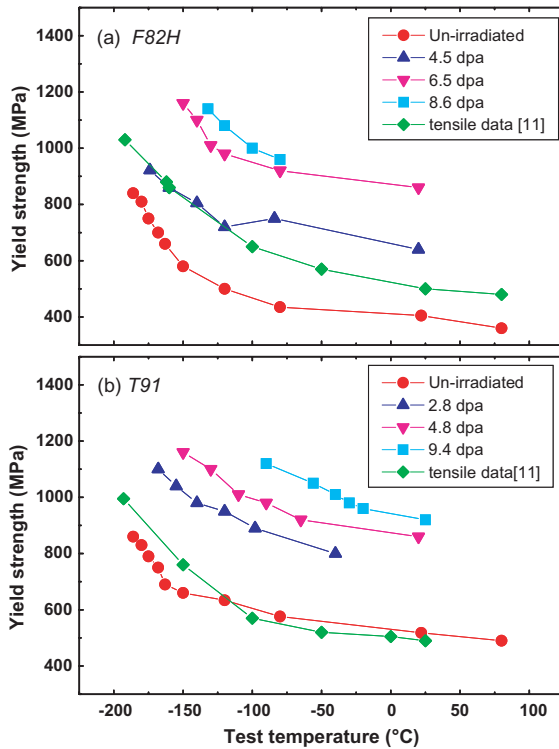 (a) F82H
Un-irradiated
4.5 dpa
6.5 dpa
8.6 dpa
tensile data [11]
1400
1200
1000
800
600
400
Yield strength (MPa)
(b) T91
Un-irradiated
2.8 dpa
4.8 dpa
9.4 dpa
tensile data[11]
1400
1200
1000
800
600
400
Yield strength (MPa)
-200 -150 -100 -50 0 50 100
Test temperature (°C)